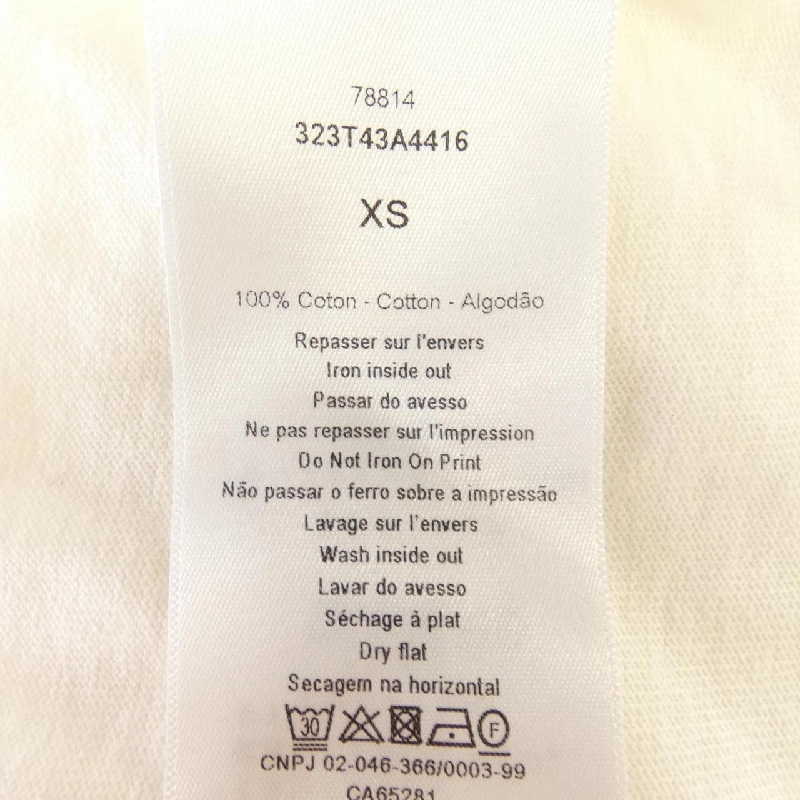 78814
323T43A4416
XS
100% Coton - Cotton - Algodão
Repasser sur l'envers
Iron inside out
Passar do avesso
Ne pas repasser sur l'impression
Do Not Iron On Print
Não passar o ferro sobre a impressão
Lavage sur l'envers
Wash inside out
Lavar do avesso
Séchage à plat
Dry flat
Secagem na horizontal
30 F
CNPJ 02-046-366/0003-99
CA65281